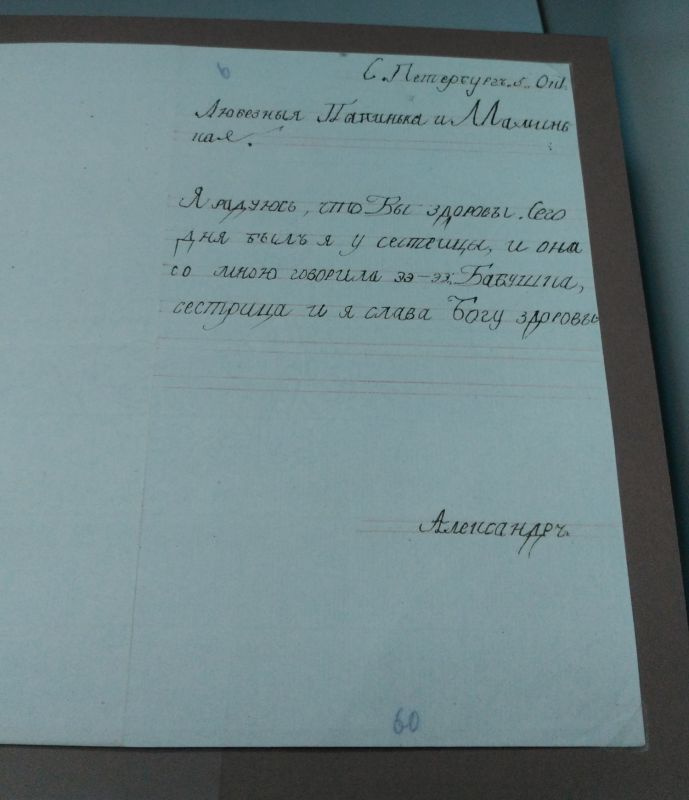 6
С. Петербургъ. 5. Окт.
Любезныя Папинька и Мaминь
кая.
Я радуюсь, что Вы здоровы. Сего
дня былъ я у сестрицы, и она
со мною говорила ээ-ээ. Бабушка,
сестрица и я слава Богу здоровы
Александръ.
60